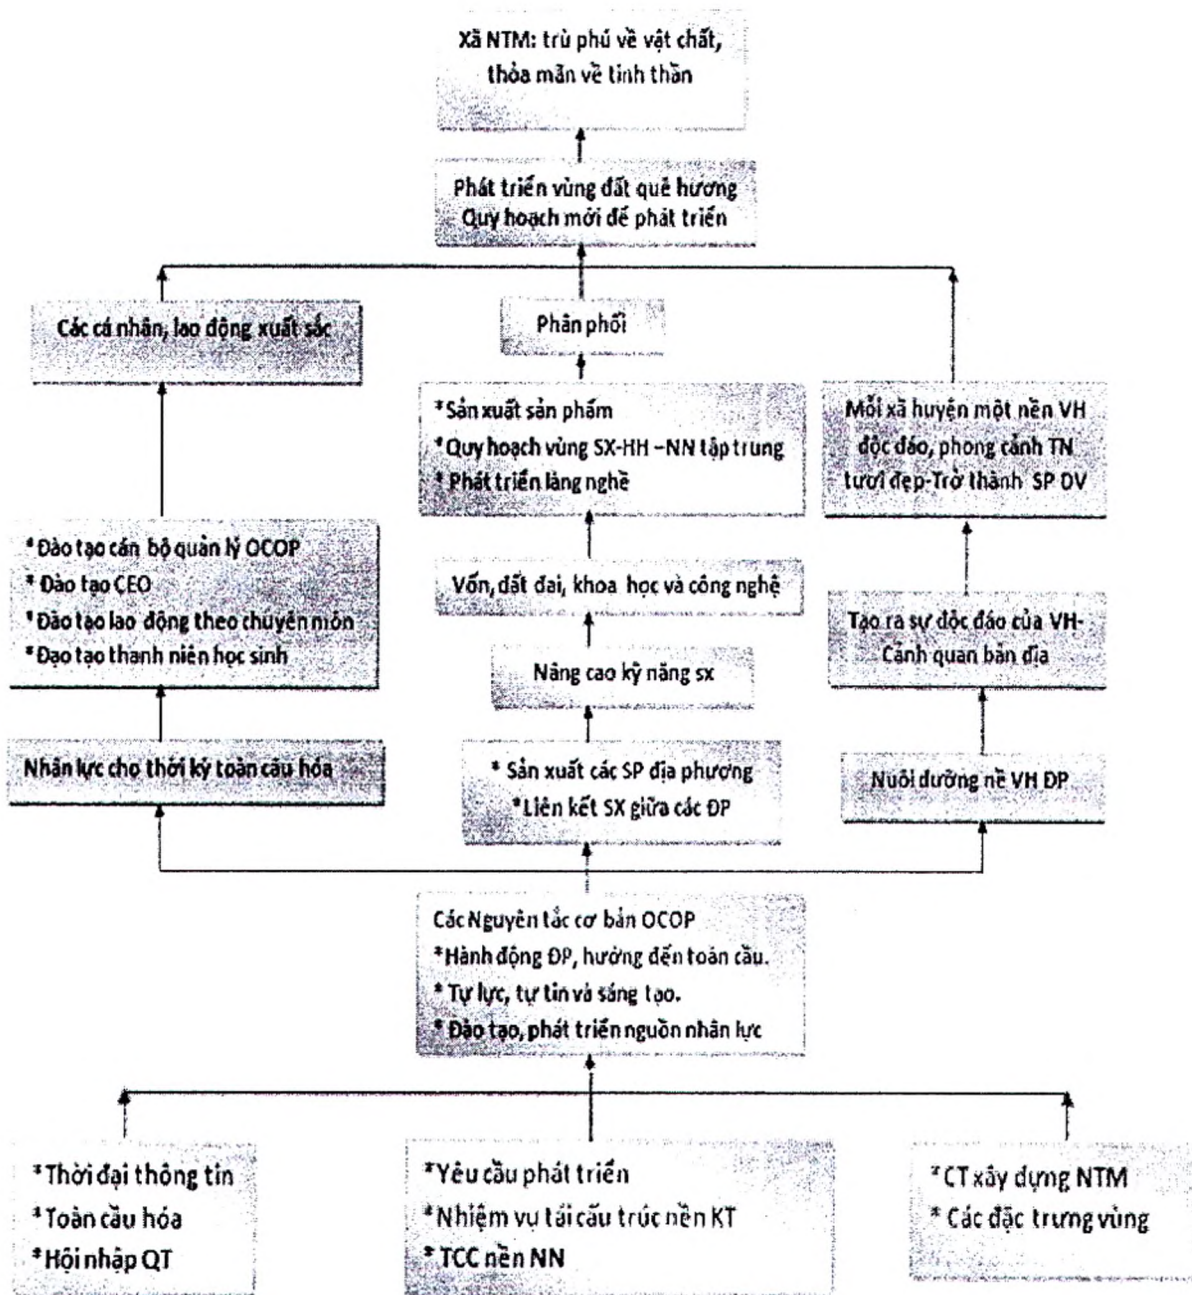 Xã NTM: trù phú về vật chất,
thỏa mãn về tinh thần
Phát triển vùng đất quê hương
Quy hoạch mới để phát triển
Các cá nhân, lao động xuất sắc
Phân phối
*Sản xuất sản phẩm
*Quy hoạch vùng SX-HH –NN tập trung
* Phát triển làng nghề
Mỗi xã huyện một nền VH
độc đáo, phong cảnh TN
tươi đẹp-Trở thành SP DV
*Đào tạo cán bộ quản lý OCOP
* Đào tạo CEO
*Đào tạo lao động theo chuyên môn
*Đạo tạo thanh niên học sinh
Vốn, đất đai, khoa học và công nghệ
Tạo ra sự độc đáo của VH-
Cảnh quan bản địa
Nâng cao kỹ năng sx
Nhân lực cho thời kỳ toàn cầu hóa
* Sản xuất các SP địa phương
*Liên kết SX giữa các ĐP
Nuôi dưỡng nề VH ĐP
Các Nguyên tắc cơ bản OCOP
*Hành động ĐP, hướng đến toàn cầu.
* Tự lực, tự tin và sáng tạo.
* Đào tạo, phát triển nguồn nhân lực
*Thời đại thông tin
*Toàn cầu hóa
*Hội nhập QT
*Yêu cầu phát triển
*Nhiệm vụ tái cấu trúc nền KT
* TCC nền NN
*CT xây dựng NTM
* Các đặc trưng vùng